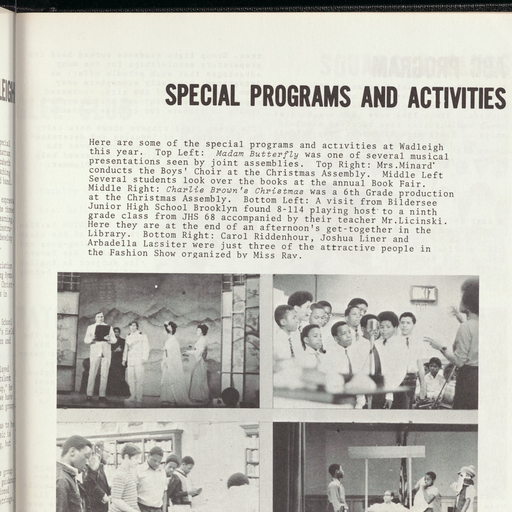 SPECIAL PROGRAMS AND ACTIVITIES
Here are some of the special programs and activities at Wadleigh
this year. Top Left: Madam Butterfly was one of several musical
presentations seen by joint assemblies. Top Right: Mrs.Minard'
conducts the Boys' Choir at the Christmas Assembly. Middle Left
Several students look over the books at the annual Book Fair.
Middle Right: Charlie Brown's Christmas was a 6th Grade production
at the Christmas Assembly. Bottom Left: A visit from Bildersee
Junior High School Brooklyn found 8-114 playing host to a ninth
grade class from JHS 68 accompanied by their teacher Mr.Licinski.
Here they are at the end of an afternoon's get-together in the
Library. Bottom Right: Carol Riddenhour, Joshua Liner and
Arbadella Lassiter were just three of the attractive people in
the Fashion Show organized by Miss Ray.